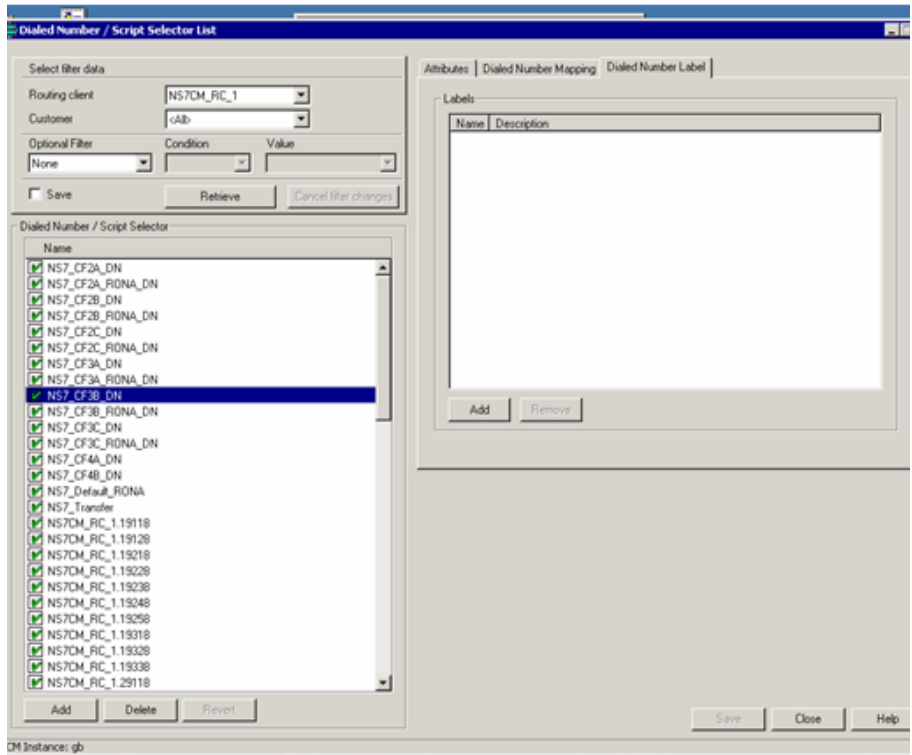 Dialed Number / Script Selector List
Select filter data
Routing client NS7CM_RC_1
Customer <All>
Optional Filter Condition Value
None
Save Retrieve Cancel filter changes
Dialed Number / Script Selector
Name
NS7_CF2A_DN
NS7_CF2A_RONA_DN
NS7_CF2B_DN
NS7_CF2B_RONA_DN
NS7_CF2C_DN
NS7_CF2C_RONA_DN
NS7_CF3A_DN
NS7_CF3A_RONA_DN
NS7_CF3B_DN
NS7_CF3B_RONA_DN
NS7_CF3C_DN
NS7_CF3C_RONA_DN
NS7_CF4A_DN
NS7_CF4B_DN
NS7_Default_RONA
NS7_Transfer
NS7CM_RC_1.19118
NS7CM_RC_1.19128
NS7CM_RC_1.19218
NS7CM_RC_1.19228
NS7CM_RC_1.19238
NS7CM_RC_1.19248
NS7CM_RC_1.19258
NS7CM_RC_1.19318
NS7CM_RC_1.19328
NS7CM_RC_1.19338
NS7CM_RC_1.29118
Add Delete Revert
Attributes Dialed Number Mapping Dialed Number Label
Labels
Name Description
Add Remove
Save Close Help
CM Instance: gb